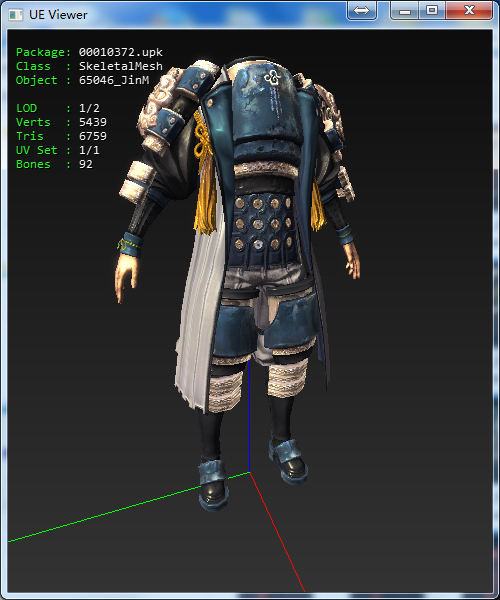 UE Viewer
Package: 00010372.upk
Class : SkeletalMesh
Object : 65046_JinM
LOD : 1/2
Verts : 5439
Tris : 6759
UV Set : 1/1
Bones : 92